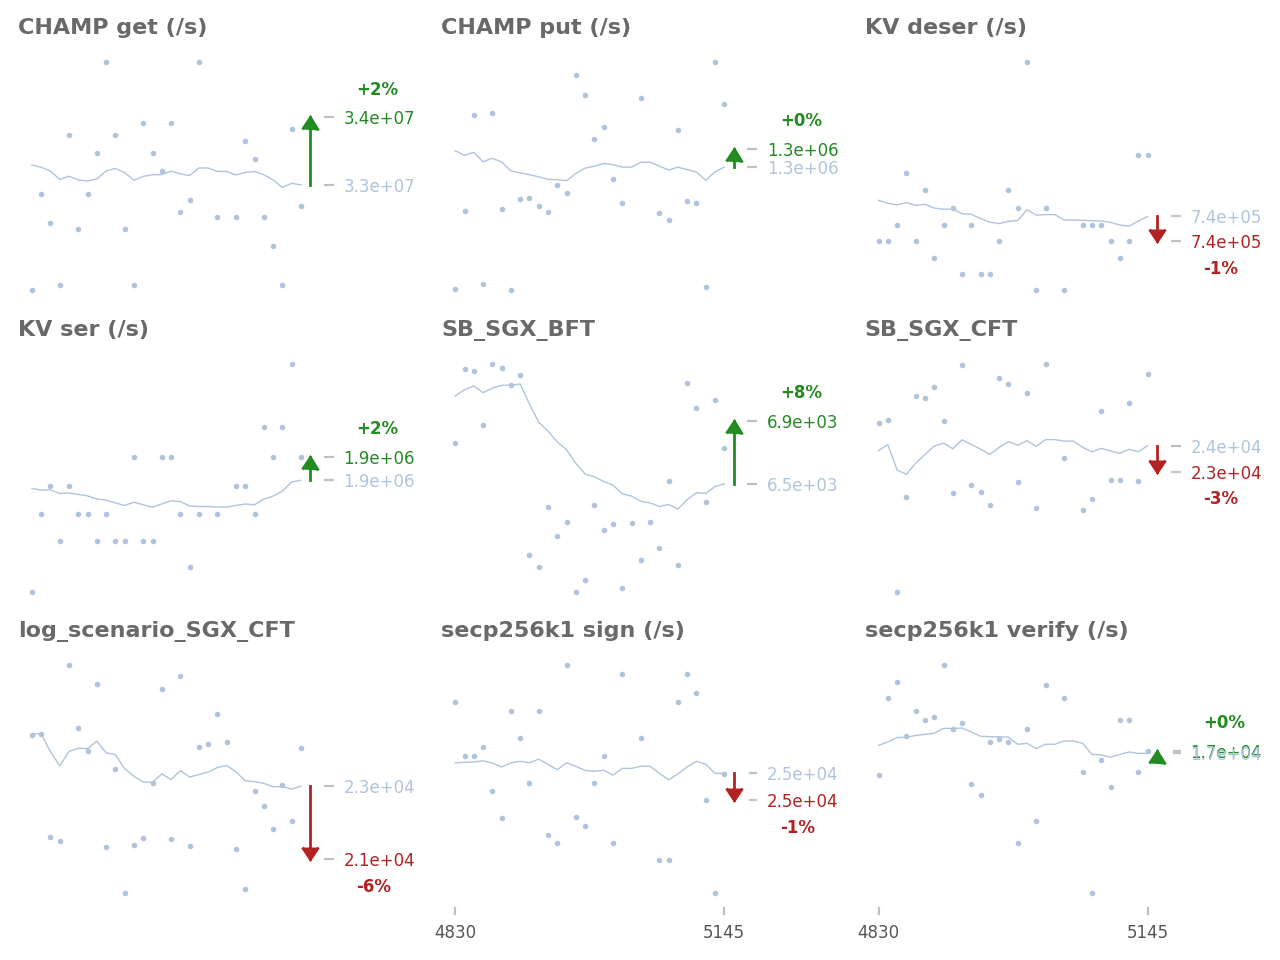 CHAMP get (/s)
+2%
3.4e+07
3.3e+07
CHAMP put (/s)
+0%
1.3e+06
1.3e+06
KV deser (/s)
7.4e+05
7.4e+05
-1%
KV ser (/s)
+2%
1.9e+06
1.9e+06
SB_SGX_BFT
+8%
6.9e+03
6.5e+03
SB_SGX_CFT
2.4e+04
2.3e+04
-3%
log_scenario_SGX_CFT
2.3e+04
2.1e+04
-6%
secp256k1 sign (/s)
2.5e+04
2.5e+04
-1%
4830 5145
secp256k1 verify (/s)
+0%
1.7e+04
1.7e+04
4830 5145